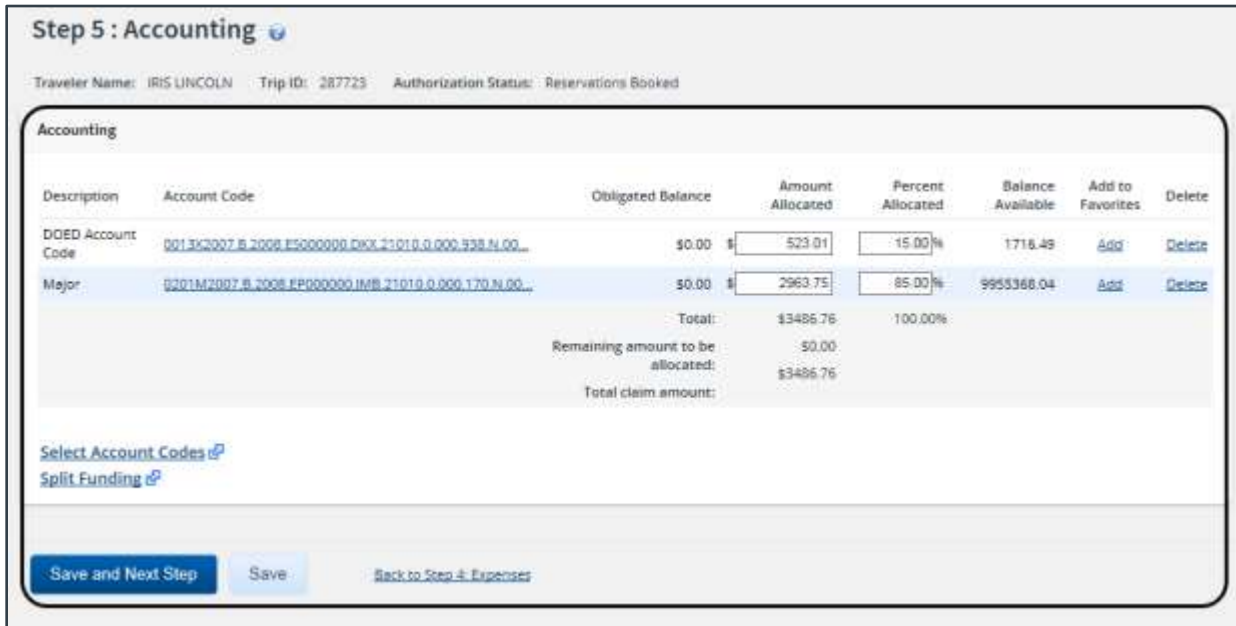 Step 5 : Accounting
Traveler Name: IRIS LINCOLN Trip ID: 287723 Authorization Status: Reservations Booked
Accounting
Description Account Code Obligated Balance Amount Allocated Percent Allocated Balance Available Add to Favorites Delete
DOED Account Code 0013X2007.B.2008.ES000000.DKX.21010.0.000.938.N.00... $0.00 $ 523.01 15.00% 1716.49 Add Delete
Major 0201M2007.B.2008.EP000000.IMB.21010.0.000.170.N.00... $0.00 $ 2963.75 85.00% 9955368.04 Add Delete
Total: $3486.76 100.00%
Remaining amount to be allocated: $0.00
Total claim amount: $3486.76
Select Account Codes
Split Funding
Save and Next Step Save Back to Step 4: Expenses